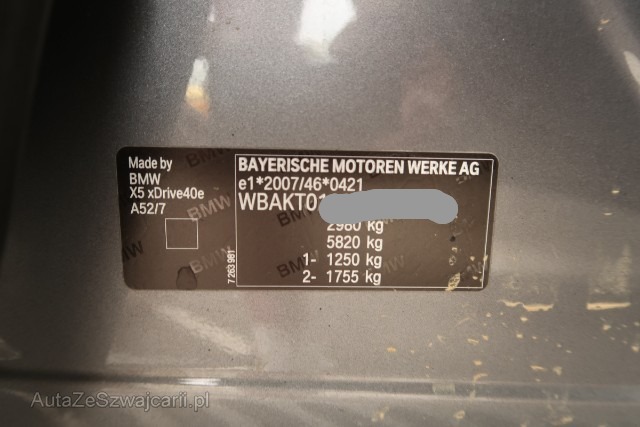 Made by
BMW
X5 xDrive40e
A52/7
7 263 981
BAYERISCHE MOTOREN WERKE AG
e1*2007/46*0421
WBAKT01
2980 kg
5820 kg
1- 1250 kg
2- 1755 kg
AutaZeSzwajcarii.pl